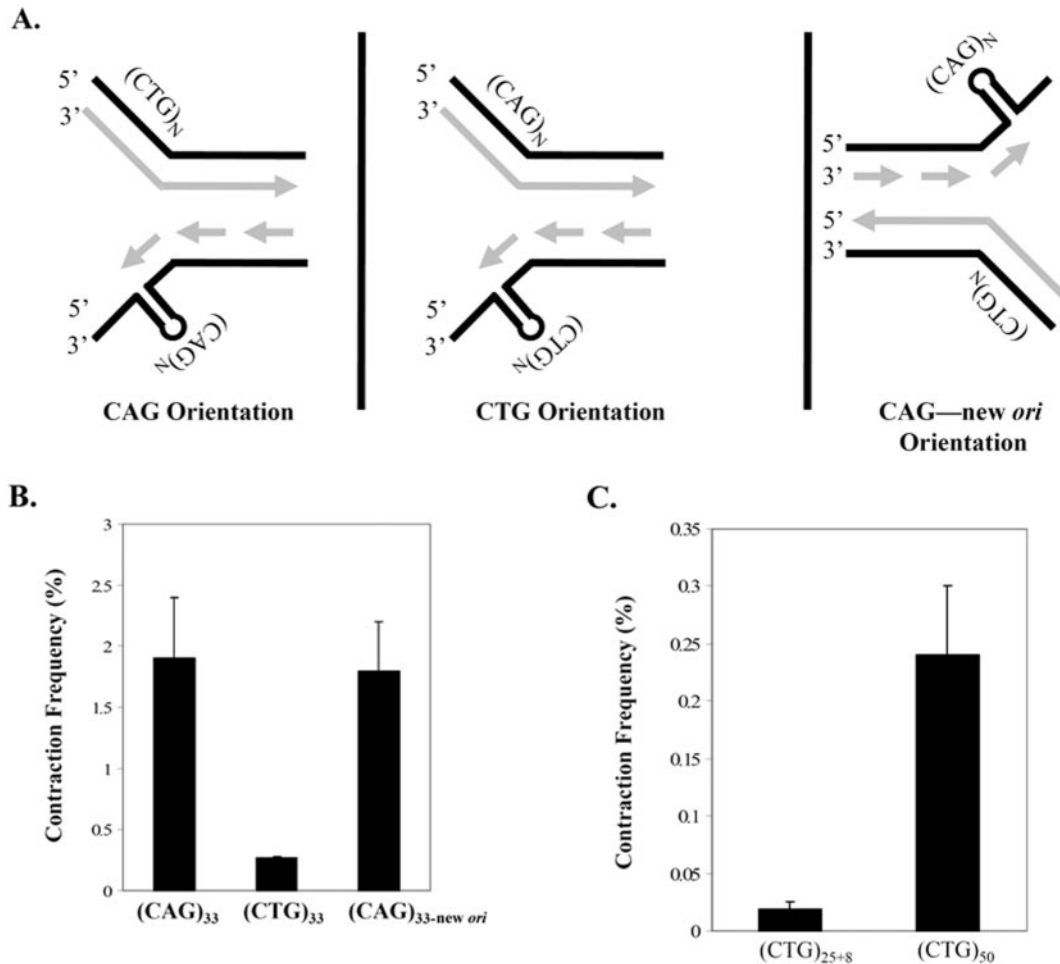 A.
5’
3’
(CTG)N
5’
3’
(CAG)N
CAG Orientation
5’
3’
(CAG)N
5’
3’
(CTG)N
CTG Orientation
(CAG)N
5’
3’
5’
3’
(CTG)N
CAG—new ori
Orientation
B.
Contraction Frequency (%)
3
2.5
2
1.5
1
0.5
0
(CAG)33
(CTG)33
(CAG)33-new ori
C.
Contraction Frequency (%)
0.35
0.3
0.25
0.2
0.15
0.1
0.05
0
(CTG)25+8
(CTG)50